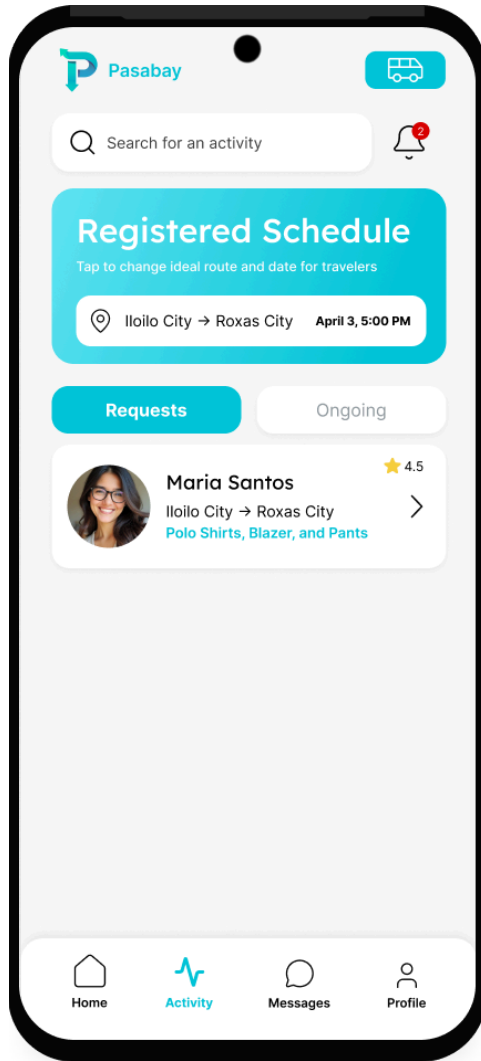 Pasabay
Search for an activity
2
Registered Schedule
Tap to change ideal route and date for travelers
Iloilo City → Roxas City April 3, 5:00 PM
Requests
Ongoing
4.5
Maria Santos
Iloilo City → Roxas City
Polo Shirts, Blazer, and Pants
Home
Activity
Messages
Profile